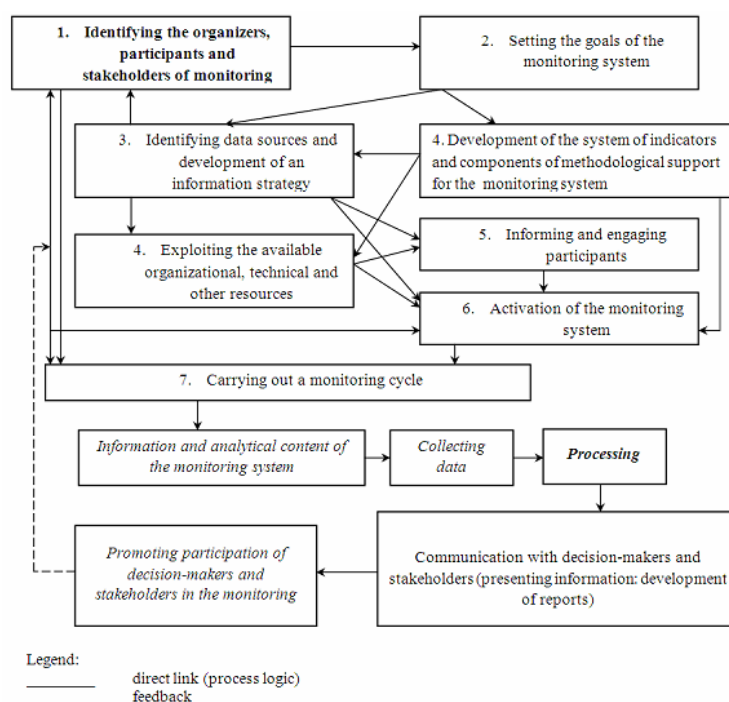 1. Identifying the organizers,
participants and
stakeholders of monitoring
2. Setting the goals of the
monitoring system
3. Identifying data sources and
development of an
information strategy
4. Development of the system of indicators
and components of methodological support
for the monitoring system
4. Exploiting the available
organizational, technical and
other resources
5. Informing and engaging
participants
6. Activation of the monitoring
system
7. Carrying out a monitoring cycle
Information and analytical content of
the monitoring system
Collecting
data
Processing
Promoting participation of
decision-makers and
stakeholders in the monitoring
Communication with decision-makers and
stakeholders (presenting information: development
of reports)
Legend:
direct link (process logic)
feedback